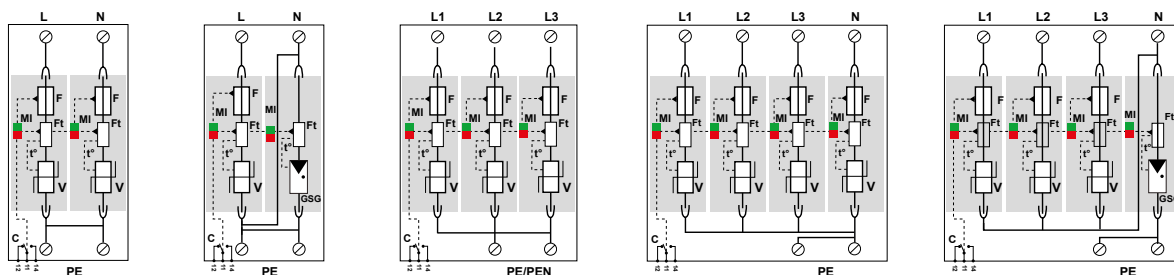 L N
F F
MI MI
Ft Ft
t° t°
V V
C
12 11 14
PE
L N
F
MI MI
Ft Ft
t° t°
V
GSG
C
12 11 14
PE
L1 L2 L3
F F F
MI MI MI
Ft Ft Ft
t° t° t°
V V V
C
12 11 14
PE/PEN
L1 L2 L3 N
F F F F
MI MI MI MI
Ft Ft Ft Ft
t° t° t° t°
V V V V
C
12 11 14
PE
L1 L2 L3 N
F F F
MI MI MI MI
Ft Ft Ft Ft
t° t° t° t°
V V V
GSG
C
12 11 14
PE